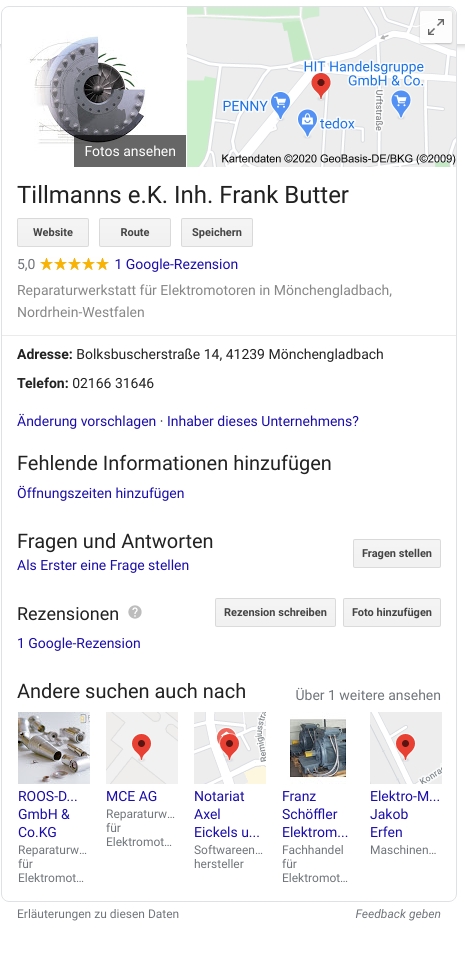 HIT Handelsgruppe
GmbH & Co.
PENNY
tedox
Urftstraße
Fotos ansehen
Kartendaten ©2020 GeoBasis-DE/BKG (©2009)
Tillmanns e.K. Inh. Frank Butter
Website Route Speichern
5,0 ★★★★★ 1 Google-Rezension
Reparaturwerkstatt für Elektromotoren in Mönchengladbach,
Nordrhein-Westfalen
Adresse: Bolksbuscherstraße 14, 41239 Mönchengladbach
Telefon: 02166 31646
Änderung vorschlagen · Inhaber dieses Unternehmens?
Fehlende Informationen hinzufügen
Öffnungszeiten hinzufügen
Fragen und Antworten
Fragen stellen
Als Erster eine Frage stellen
Rezensionen ? Rezension schreiben Foto hinzufügen
1 Google-Rezension
Andere suchen auch nach Über 1 weitere ansehen
Remigiusstra
Konra
ROOS-D...
GmbH &
Co.KG
Reparaturw...
für
Elektromot...
MCE AG
Reparaturw...
für
Elektromot...
Notariat
Axel
Eickels u...
Softwareen...
hersteller
Franz
Schöffler
Elektrom...
Fachhandel
für
Elektromot...
Elektro-M...
Jakob
Erfen
Maschinen...
Erläuterungen zu diesen Daten Feedback geben